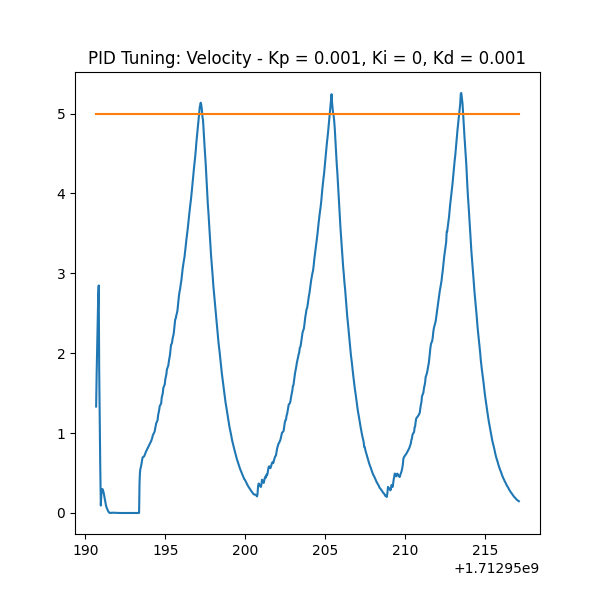 PID Tuning: Velocity - Kp = 0.001, Ki = 0, Kd = 0.001
5
4
3
2
1
0
190 195 200 205 210 215
+1.71295e9